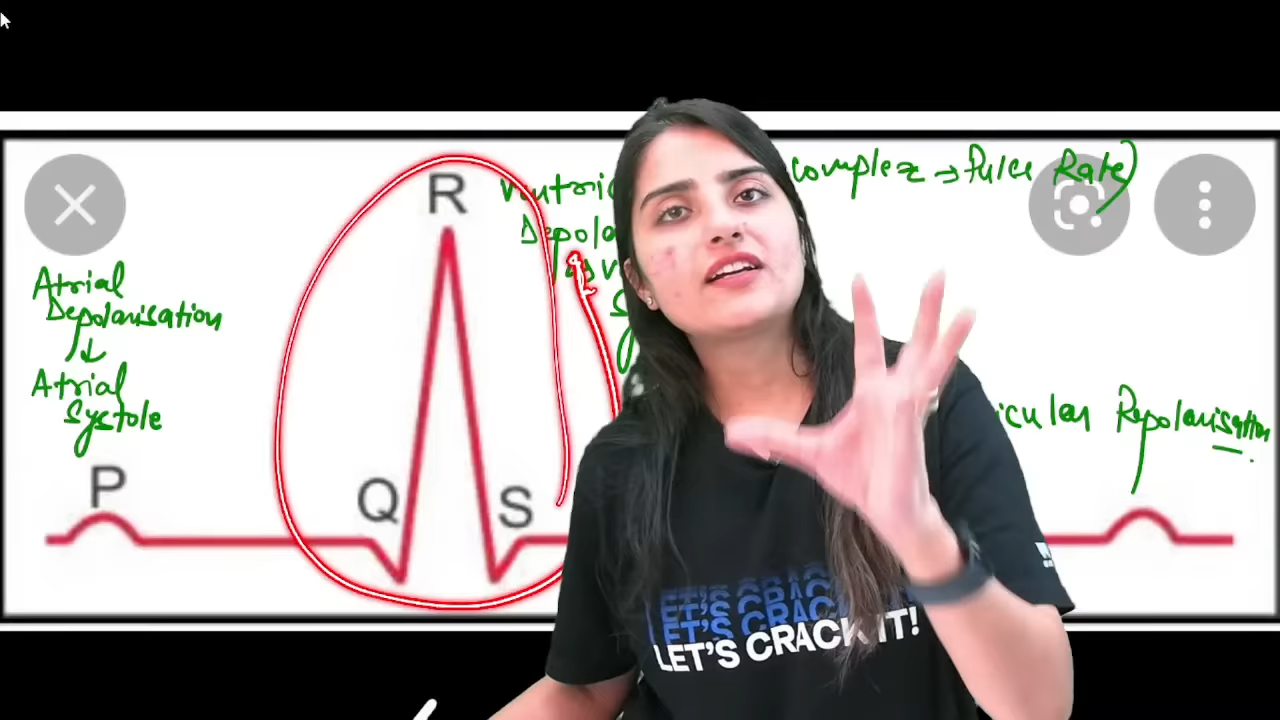 R
complex → Pulse Rate)
Atrial
Depolarisation
↓
Atrial
Systole
Repolarisation
P
Q
S
LET'S CRACK IT!